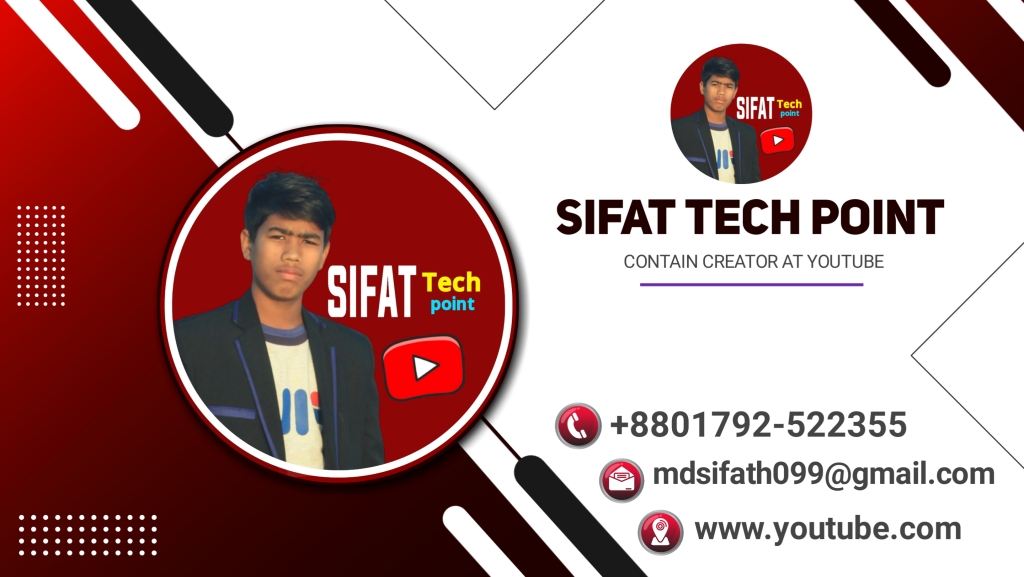 SIFAT Tech
point
SIFAT Tech
point
SIFAT TECH POINT
CONTAIN CREATOR AT YOUTUBE
+8801792-522355
mdsifath099@gmail.com
www.youtube.com